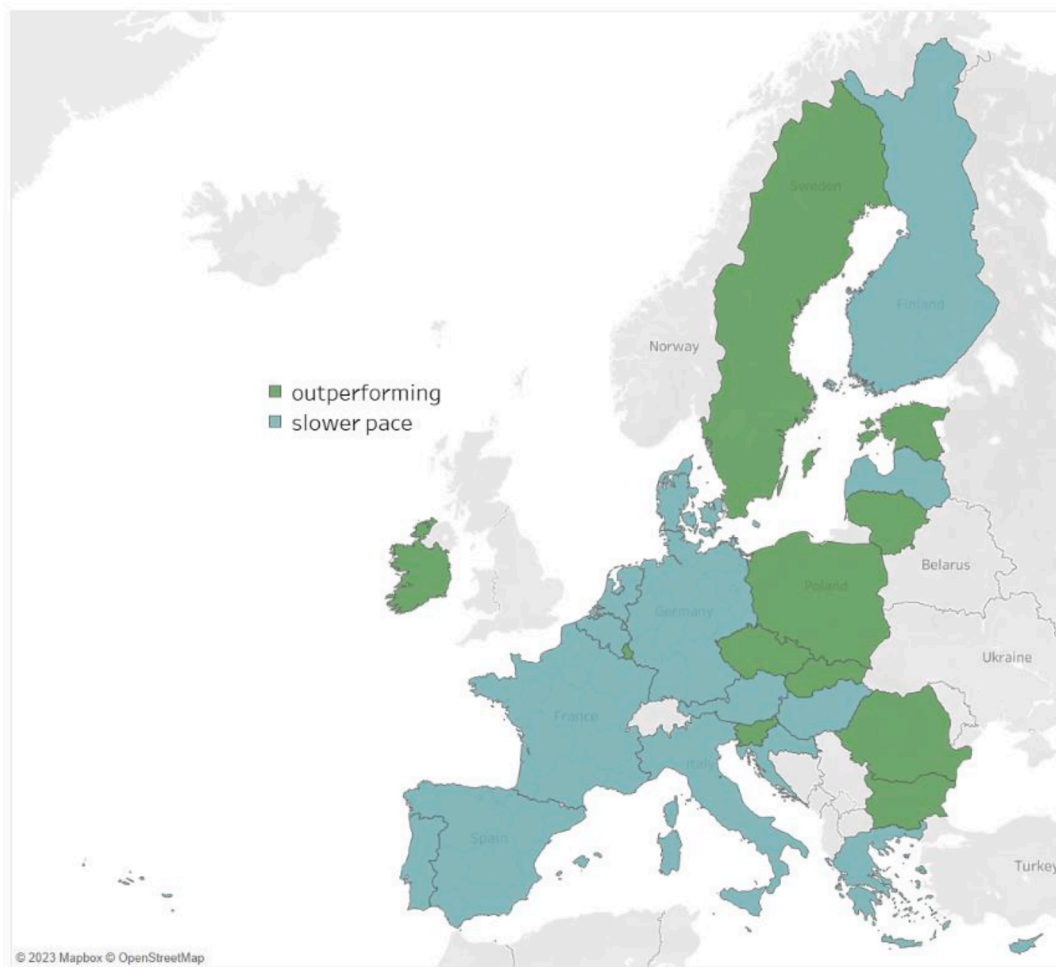 Sweden
Finland
Norway
outperforming
slower pace
Belarus
Poland
Germany
Ukraine
France
Italy
Spain
Turkey
© 2023 Mapbox © OpenStreetMap